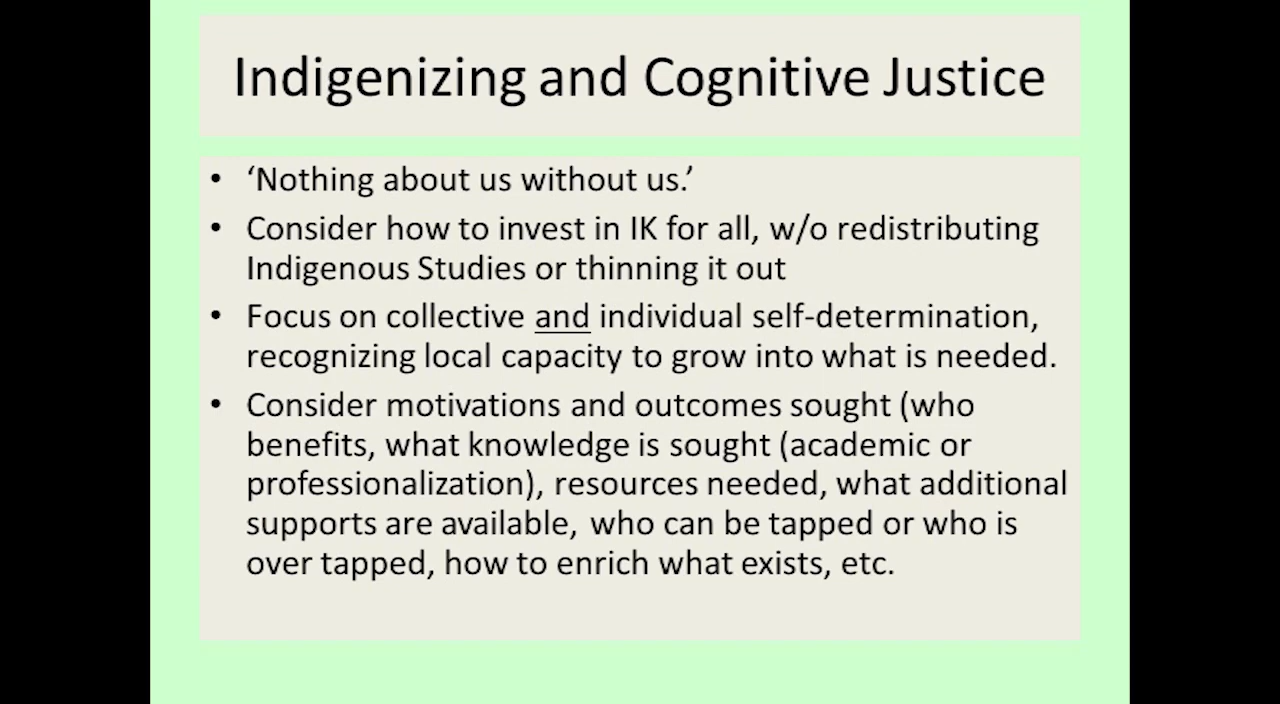 Indigenizing and Cognitive Justice
• ‘Nothing about us without us.’
• Consider how to invest in IK for all, w/o redistributing
Indigenous Studies or thinning it out
• Focus on collective and individual self-determination,
recognizing local capacity to grow into what is needed.
• Consider motivations and outcomes sought (who
benefits, what knowledge is sought (academic or
professionalization), resources needed, what additional
supports are available, who can be tapped or who is
over tapped, how to enrich what exists, etc.